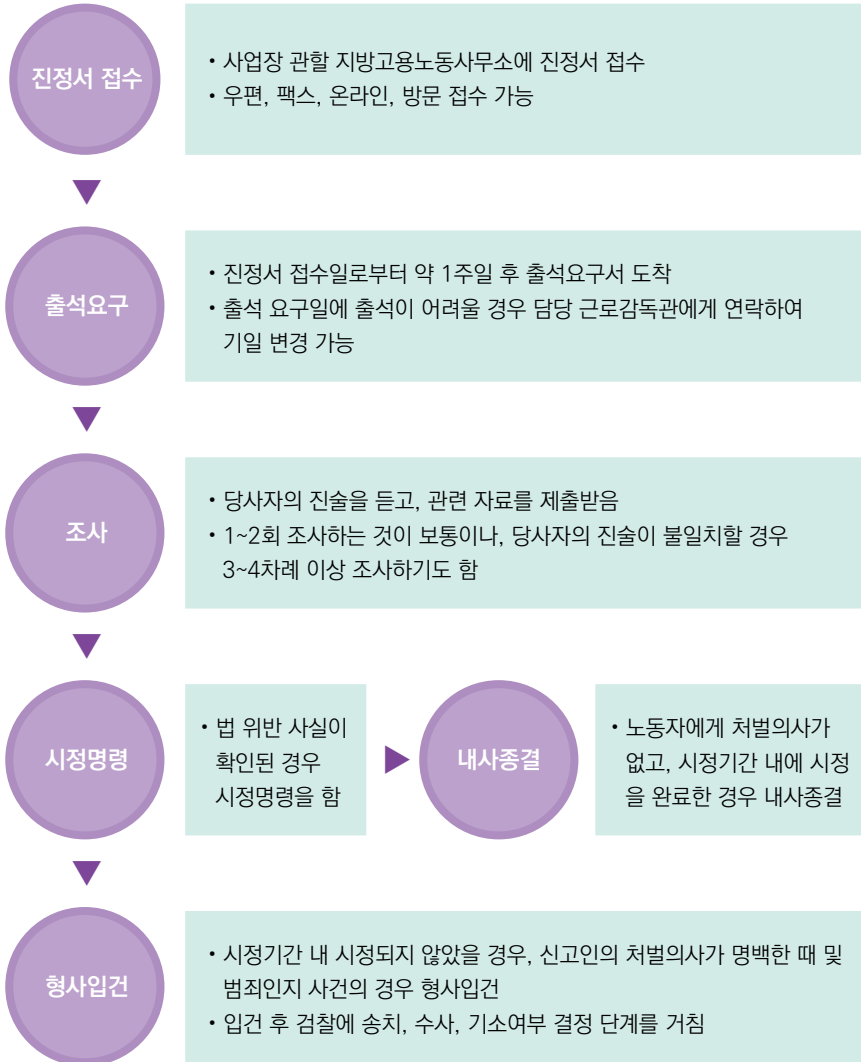 진정서 접수
• 사업장 관할 지방고용노동사무소에 진정서 접수
• 우편, 팩스, 온라인, 방문 접수 가능
출석요구
• 진정서 접수일로부터 약 1주일 후 출석요구서 도착
• 출석 요구일에 출석이 어려울 경우 담당 근로감독관에게 연락하여
기일 변경 가능
조사
• 당사자의 진술을 듣고, 관련 자료를 제출받음
• 1~2회 조사하는 것이 보통이나, 당사자의 진술이 불일치할 경우
3~4차례 이상 조사하기도 함
시정명령
• 법 위반 사실이
확인된 경우
시정명령을 함
내사종결
• 노동자에게 처벌의사가
없고, 시정기간 내에 시정
을 완료한 경우 내사종결
형사입건
• 시정기간 내 시정되지 않았을 경우, 신고인의 처벌의사가 명백한 때 및
범죄인지 사건의 경우 형사입건
• 입건 후 검찰에 송치, 수사, 기소여부 결정 단계를 거침